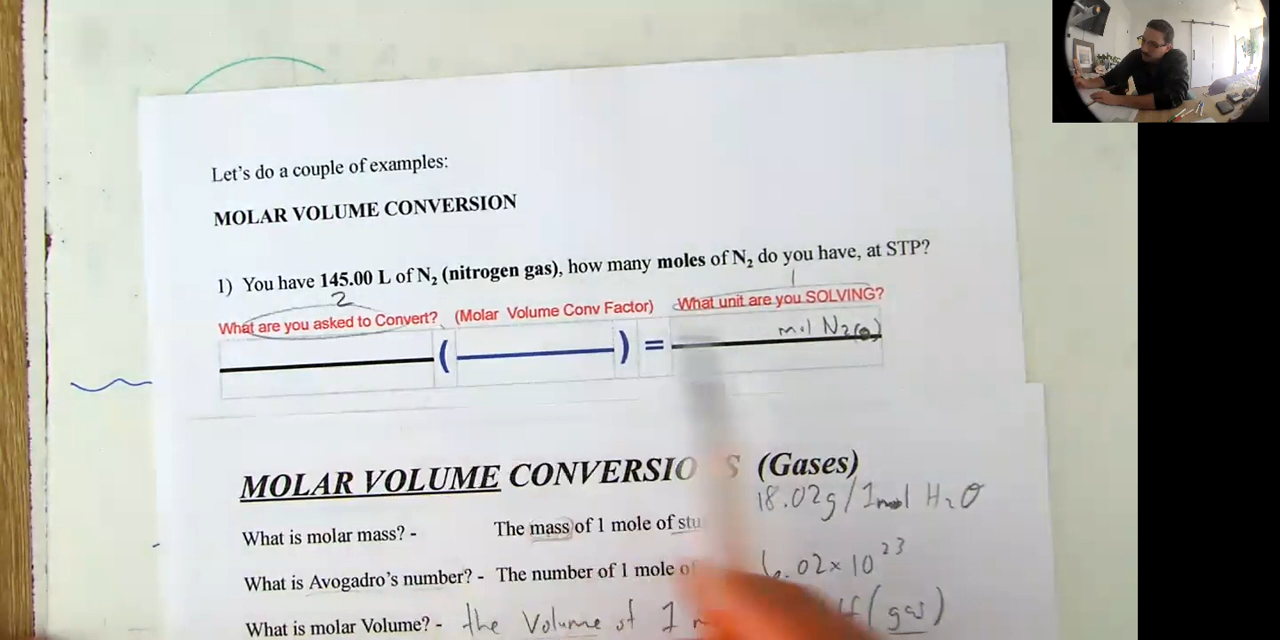 Let's do a couple of examples:
MOLAR VOLUME CONVERSION
1) You have 145.00 L of N₂ (nitrogen gas), how many moles of N₂ do you have, at STP?
2 1
What are you asked to Convert? (Molar Volume Conv Factor) What unit are you SOLVING?
( ) = mol N₂(g)
MOLAR VOLUME CONVERSIO S (Gases)
18.02g/1mol H₂O
What is molar mass? - The mass of 1 mole of stu
What is Avogadro's number? - The number of 1 mole o 6.02x10²³
What is molar Volume? - the Volume of 1 (gas)